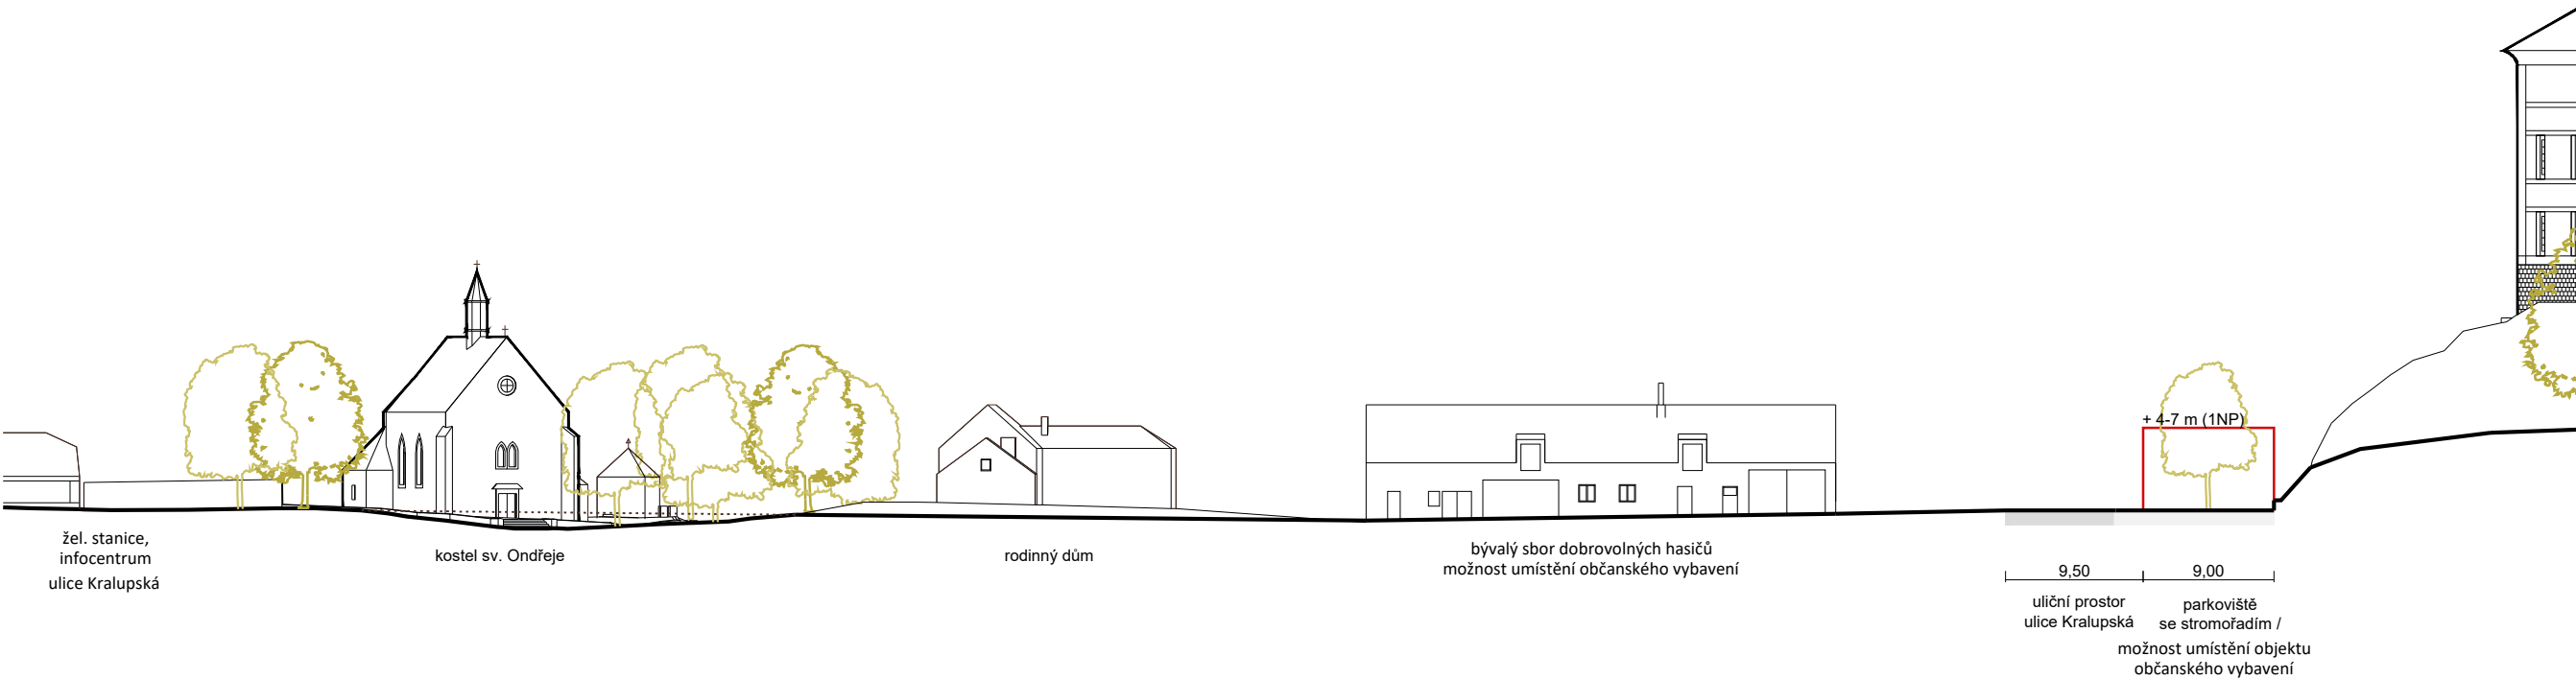 + 4-7 m (1NP)
žel. stanice,
infocentrum
ulice Kralupská
kostel sv. Ondřeje
rodinný dům
bývalý sbor dobrovolných hasičů
možnost umístění občanského vybavení
9,50
9,00
uliční prostor
ulice Kralupská
parkoviště
se stromořadím /
možnost umístění objektu
občanského vybavení